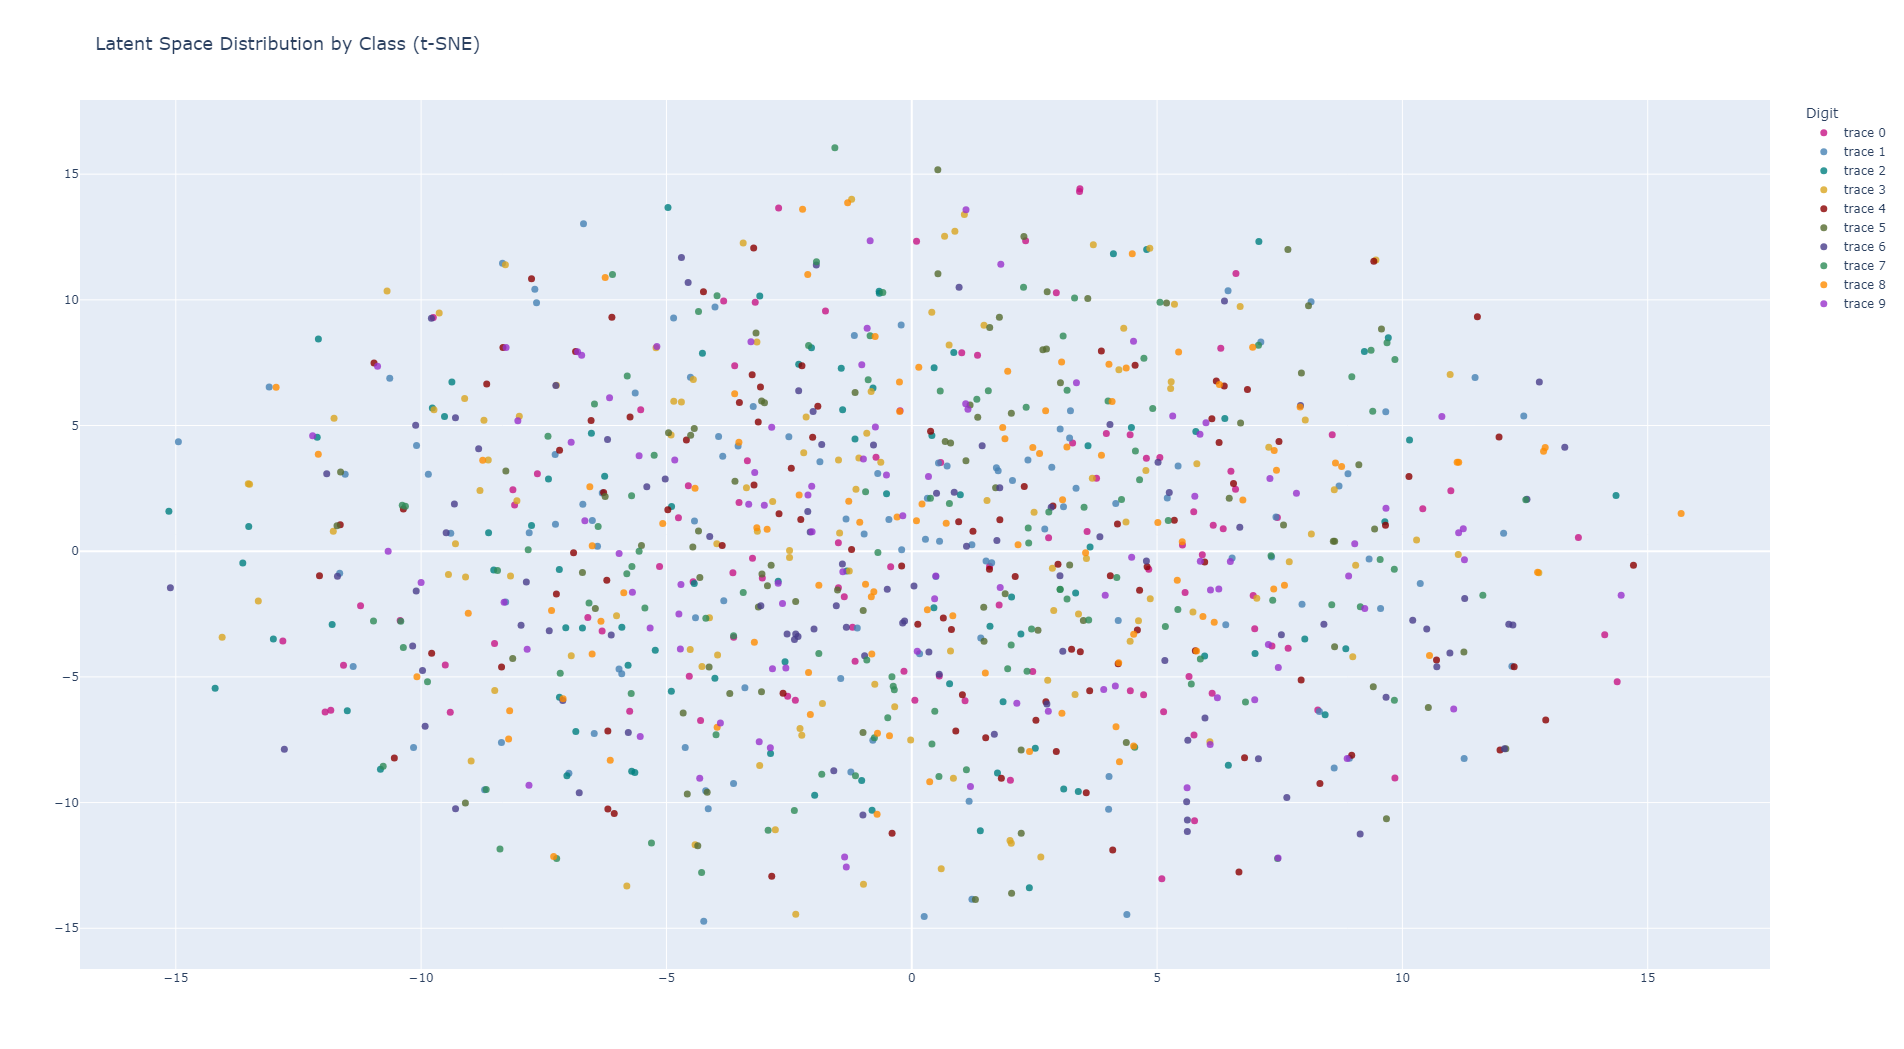 Latent Space Distribution by Class (t-SNE)
Digit
trace 0
trace 1
trace 2
trace 3
trace 4
trace 5
trace 6
trace 7
trace 8
trace 9
15
10
5
0
−5
−10
−15
−15 −10 −5 0 5 10 15